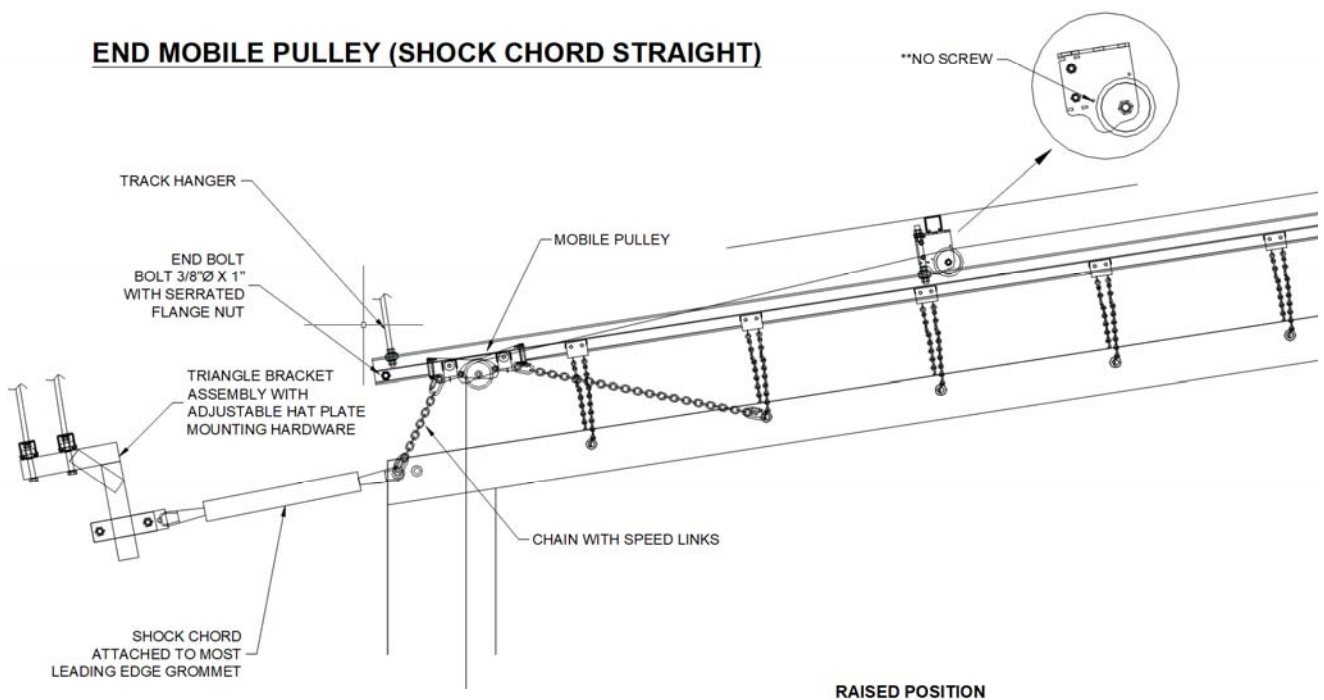 END MOBILE PULLEY (SHOCK CHORD STRAIGHT)
**NO SCREW
TRACK HANGER
MOBILE PULLEY
END BOLT
BOLT 3/8"Ø X 1"
WITH SERRATED
FLANGE NUT
TRIANGLE BRACKET
ASSEMBLY WITH
ADJUSTABLE HAT PLATE
MOUNTING HARDWARE
CHAIN WITH SPEED LINKS
SHOCK CHORD
ATTACHED TO MOST
LEADING EDGE GROMMET
RAISED POSITION